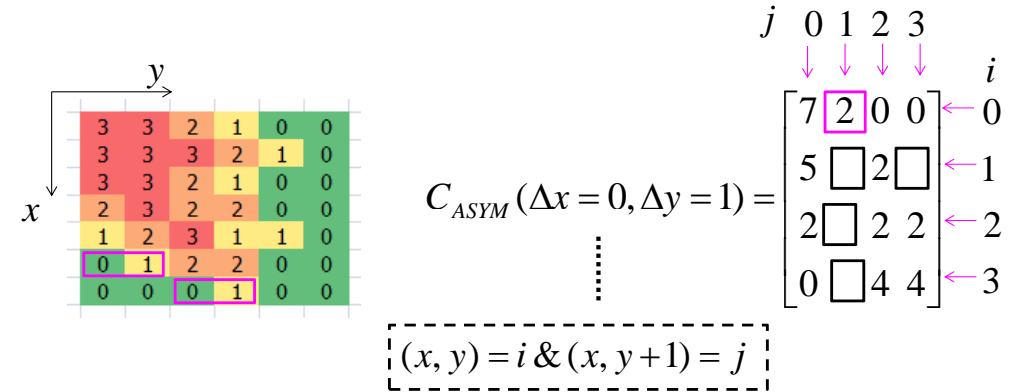 j 0 1 2 3
y i
3 3 2 1 0 0
3 3 3 2 1 0
3 3 2 1 0 0
2 3 2 2 0 0
1 2 3 1 1 0
0 1 2 2 0 0
0 0 0 1 0 0
x
C_ASYM (Δx = 0, Δy = 1) =
7 2 0 0 0
5 2 1
2 2 2 2
0 4 4 3
(x, y) = i & (x, y+1) = j